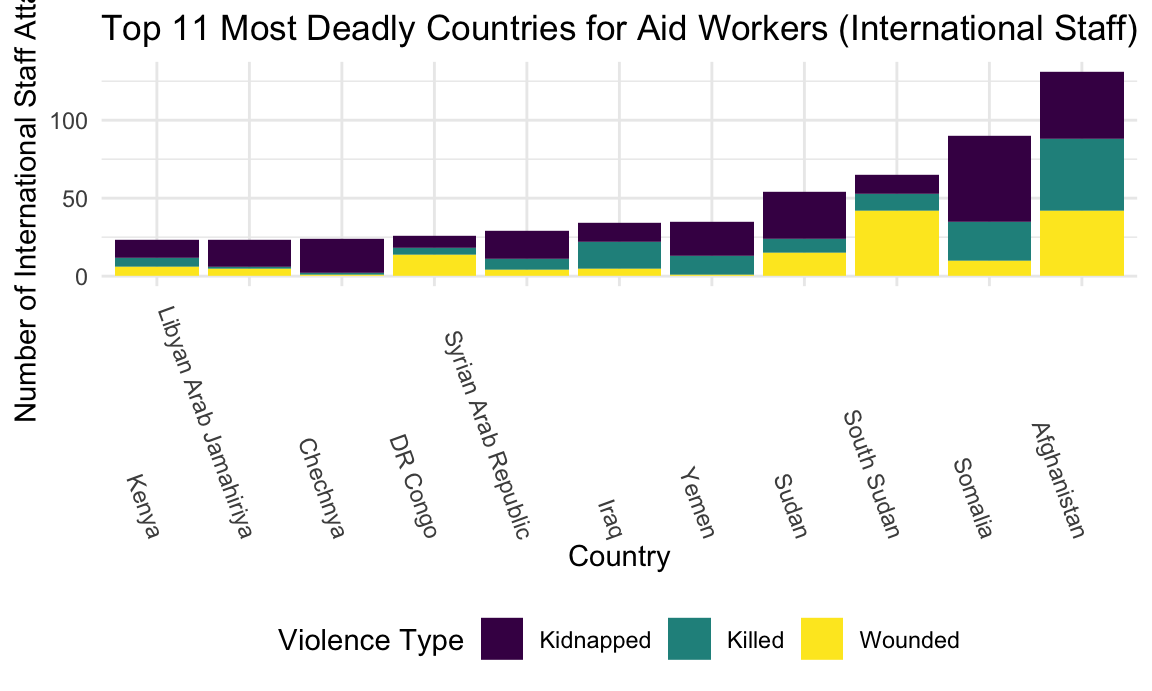 Top 11 Most Deadly Countries for Aid Workers (International Staff)
Number of International Staff
100
50
0
Kenya
Libyan Arab Jamahiriya
Chechnya
DR Congo
Syrian Arab Republic
Iraq
Yemen
Sudan
South Sudan
Somalia
Afghanistan
Country
Violence Type
Kidnapped
Killed
Wounded